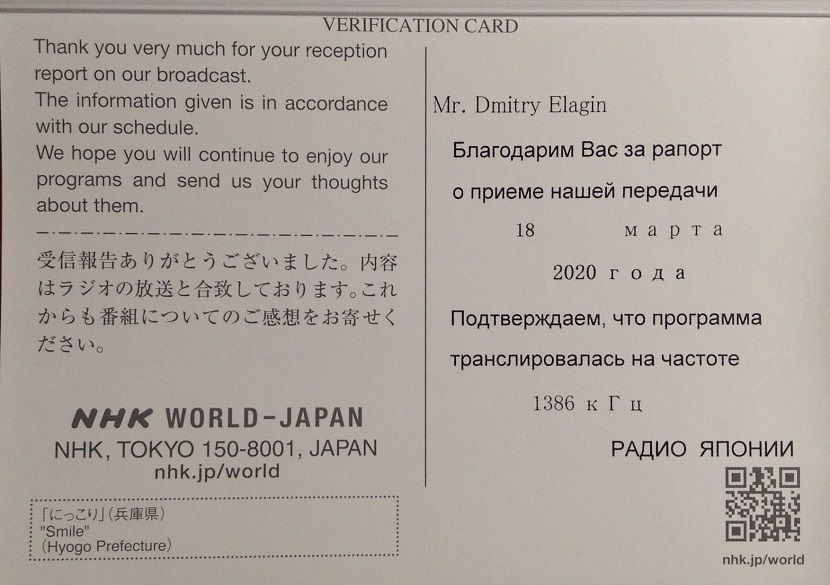 VERIFICATION CARD
Thank you very much for your reception
report on our broadcast.
The information given is in accordance
with our schedule.
We hope you will continue to enjoy our
programs and send us your thoughts
about them.
受信報告ありがとうございました。内容
はラジオの放送と合致しております。これ
からも番組についてのご感想をお寄せく
ださい。
NHK WORLD-JAPAN
NHK, TOKYO 150-8001, JAPAN
nhk.jp/world
「にっこり」（兵庫県）
"Smile"
(Hyogo Prefecture)
Mr. Dmitry Elagin
Благодарим Вас за рапорт
о приеме нашей передачи
18 марта
2020 года
Подтверждаем, что программа
транслировалась на частоте
1386 кГц
РАДИО ЯПОНИИ
nhk.jp/world